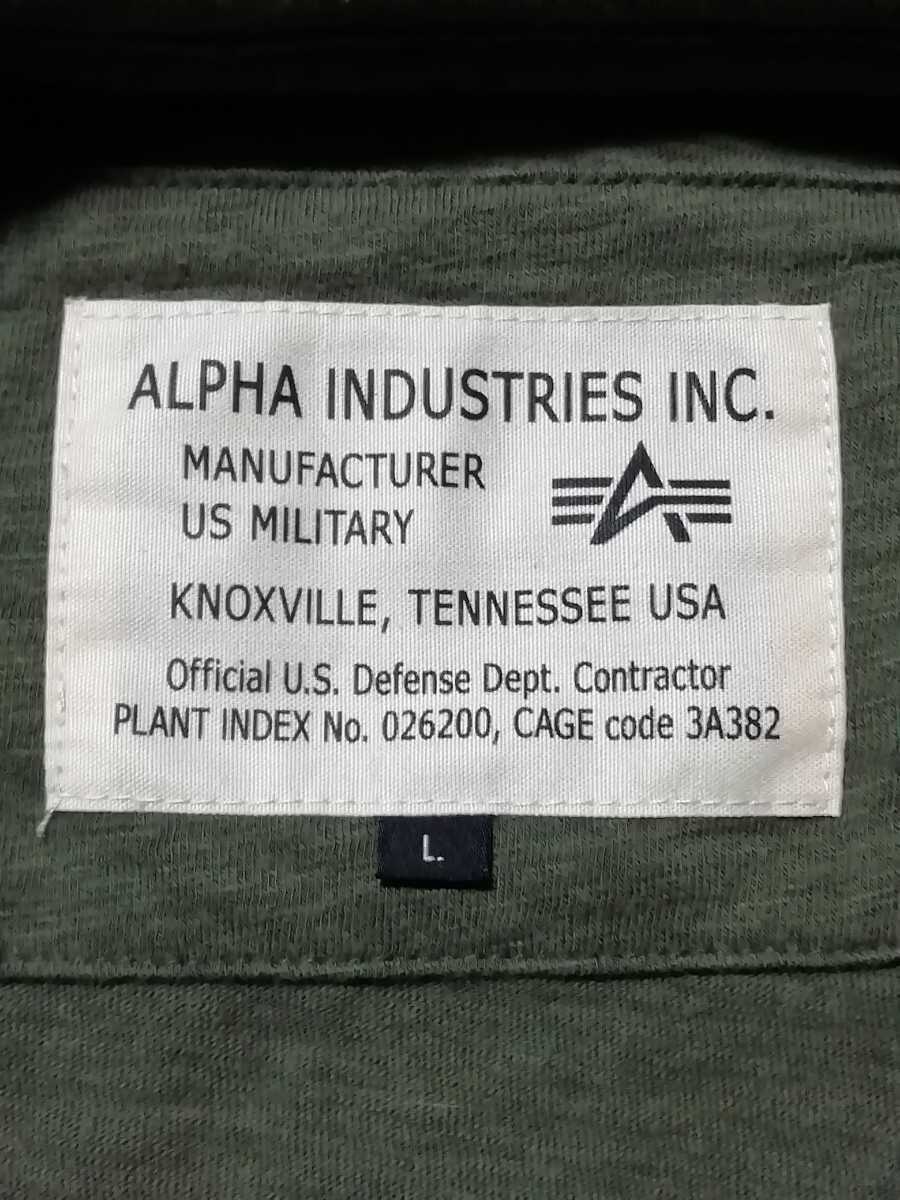 ALPHA INDUSTRIES INC.
MANUFACTURER
US MILITARY
KNOXVILLE, TENNESSEE USA
Official U.S. Defense Dept. Contractor
PLANT INDEX No. 026200, CAGE code 3A382
L.